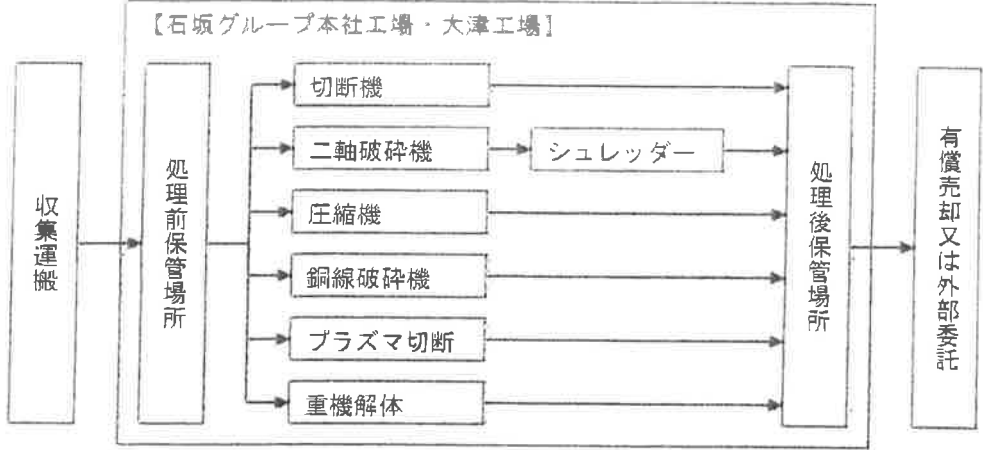 【石坂グループ本社工場・大津工場】
収集運搬
処理前保管場所
切断機
二軸破砕機
シュレッダー
圧縮機
銅線破砕機
プラズマ切断
重機解体
処理後保管場所
有償売却又は外部委託